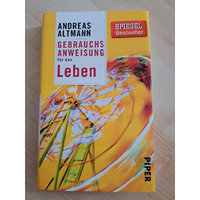 ANDREAS
ALTMANN
GEBRAUCHS
ANWEISUNG
für das
Leben
SPIEGEL
Bestseller
PIPER